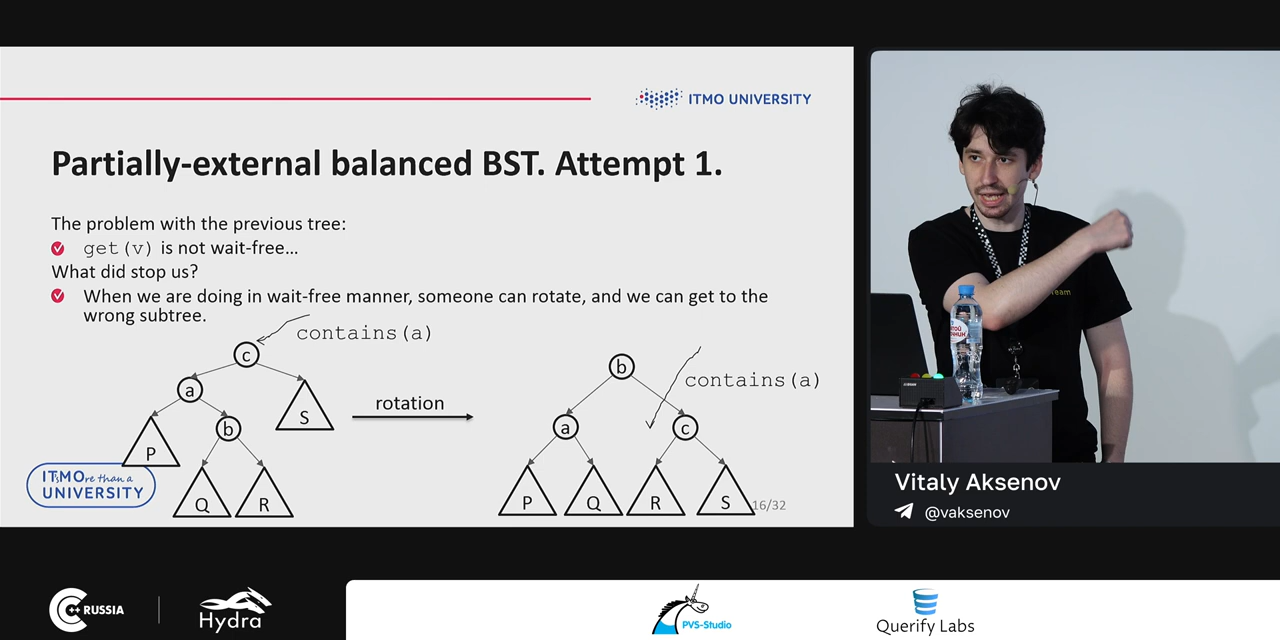 ITMO UNIVERSITY
Partially-external balanced BST. Attempt 1.
The problem with the previous tree:
get(v) is not wait-free...
What did stop us?
When we are doing in wait-free manner, someone can rotate, and we can get to the
wrong subtree.
contains(a)
c
a
b
S
P
Q
R
rotation
b
contains(a)
a
c
P
Q
R
S
IT'sMOre than a
UNIVERSITY
16/32
eam
Vitaly Aksenov
@vaksenov
C++ RUSSIA
Hydra
PVS-Studio
Querify Labs